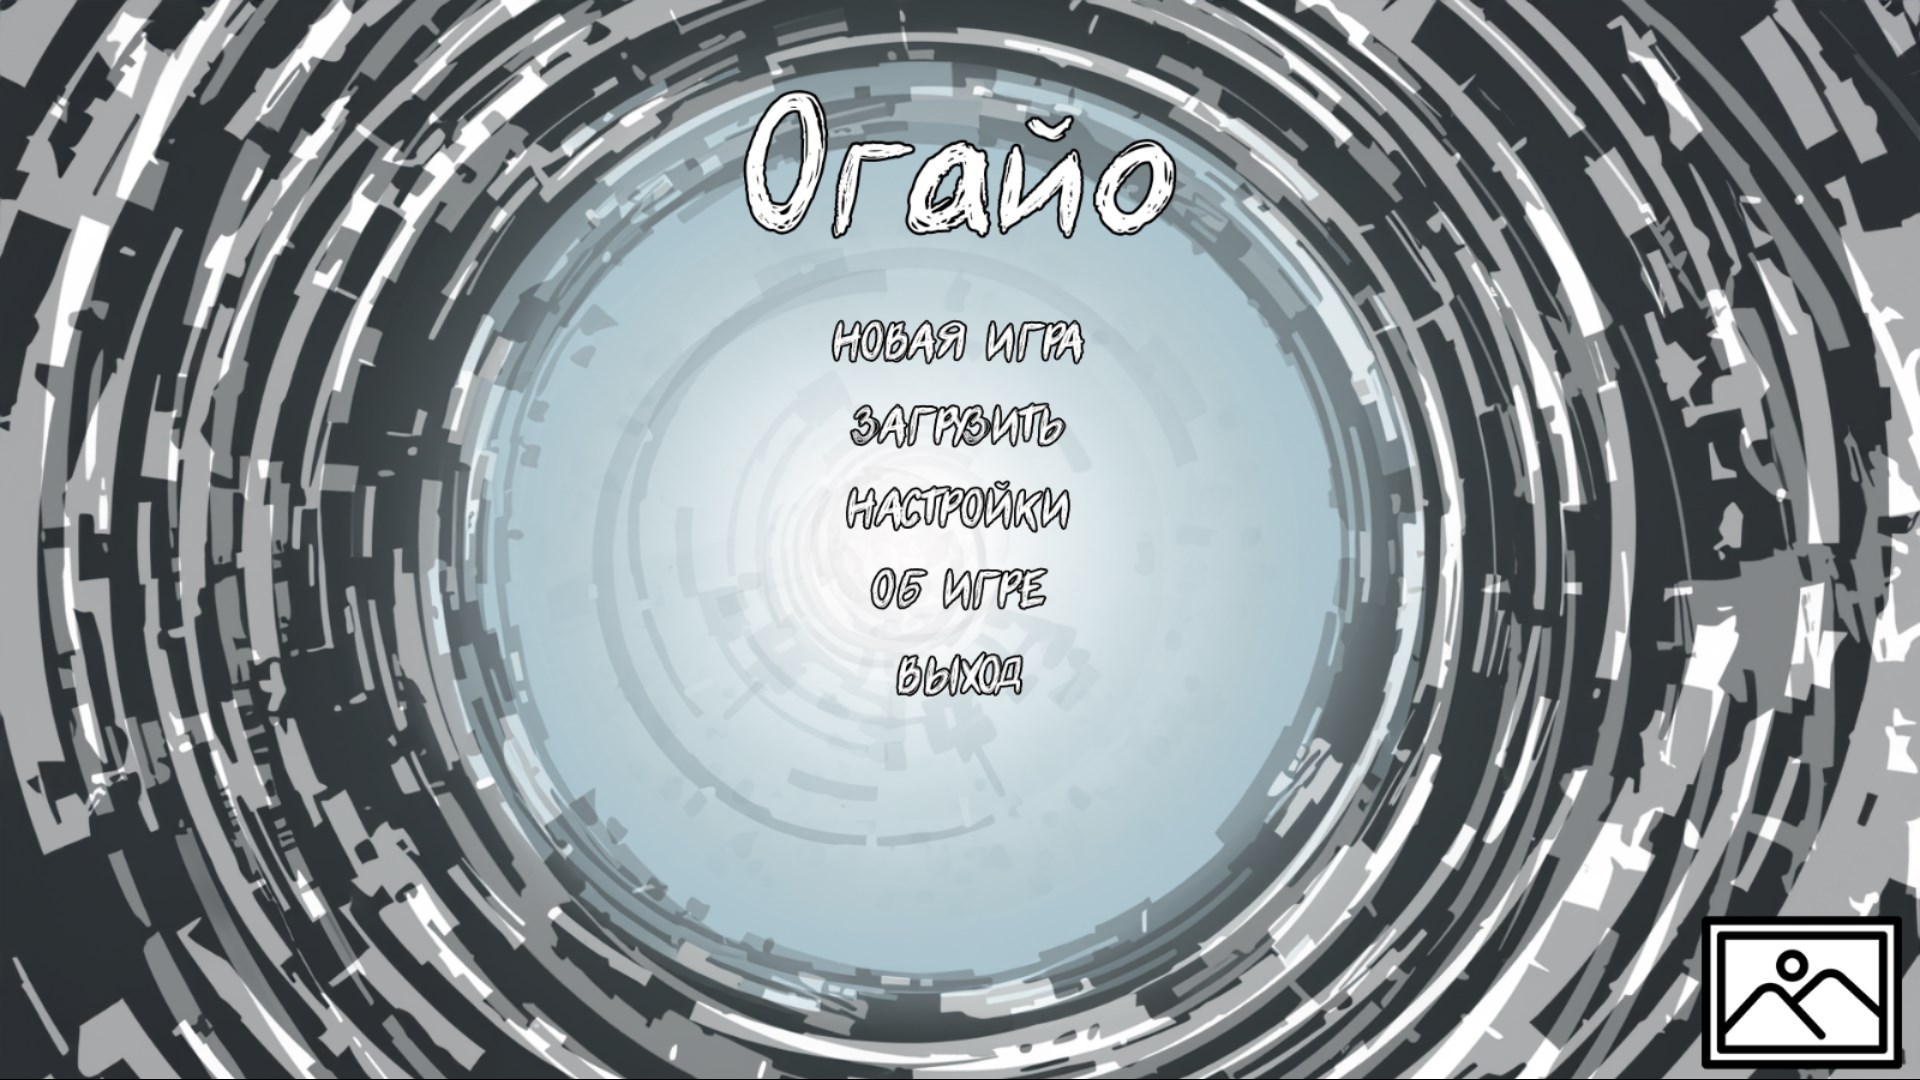 Огайо
НОВАЯ ИГРА
ЗАГРУЗИТЬ
НАСТРОЙКИ
ОБ ИГРЕ
ВЫХОД